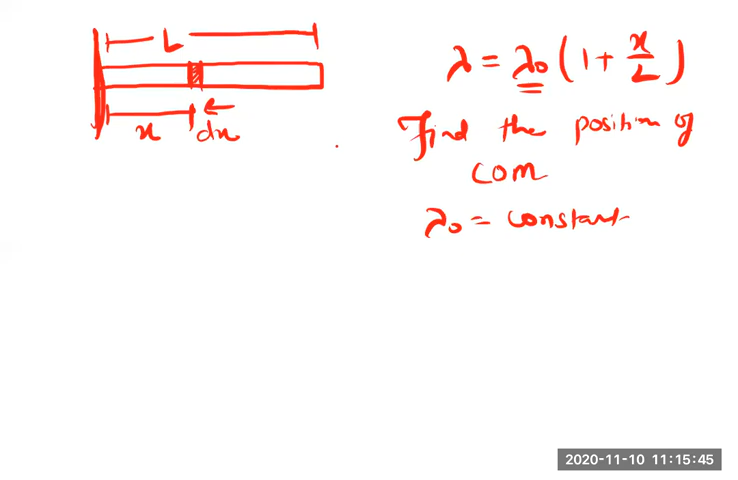 L
x dx
λ = λ₀ (1 + x/L)
Find the position of
COM
λ₀ = constant
2020-11-10 11:15:45